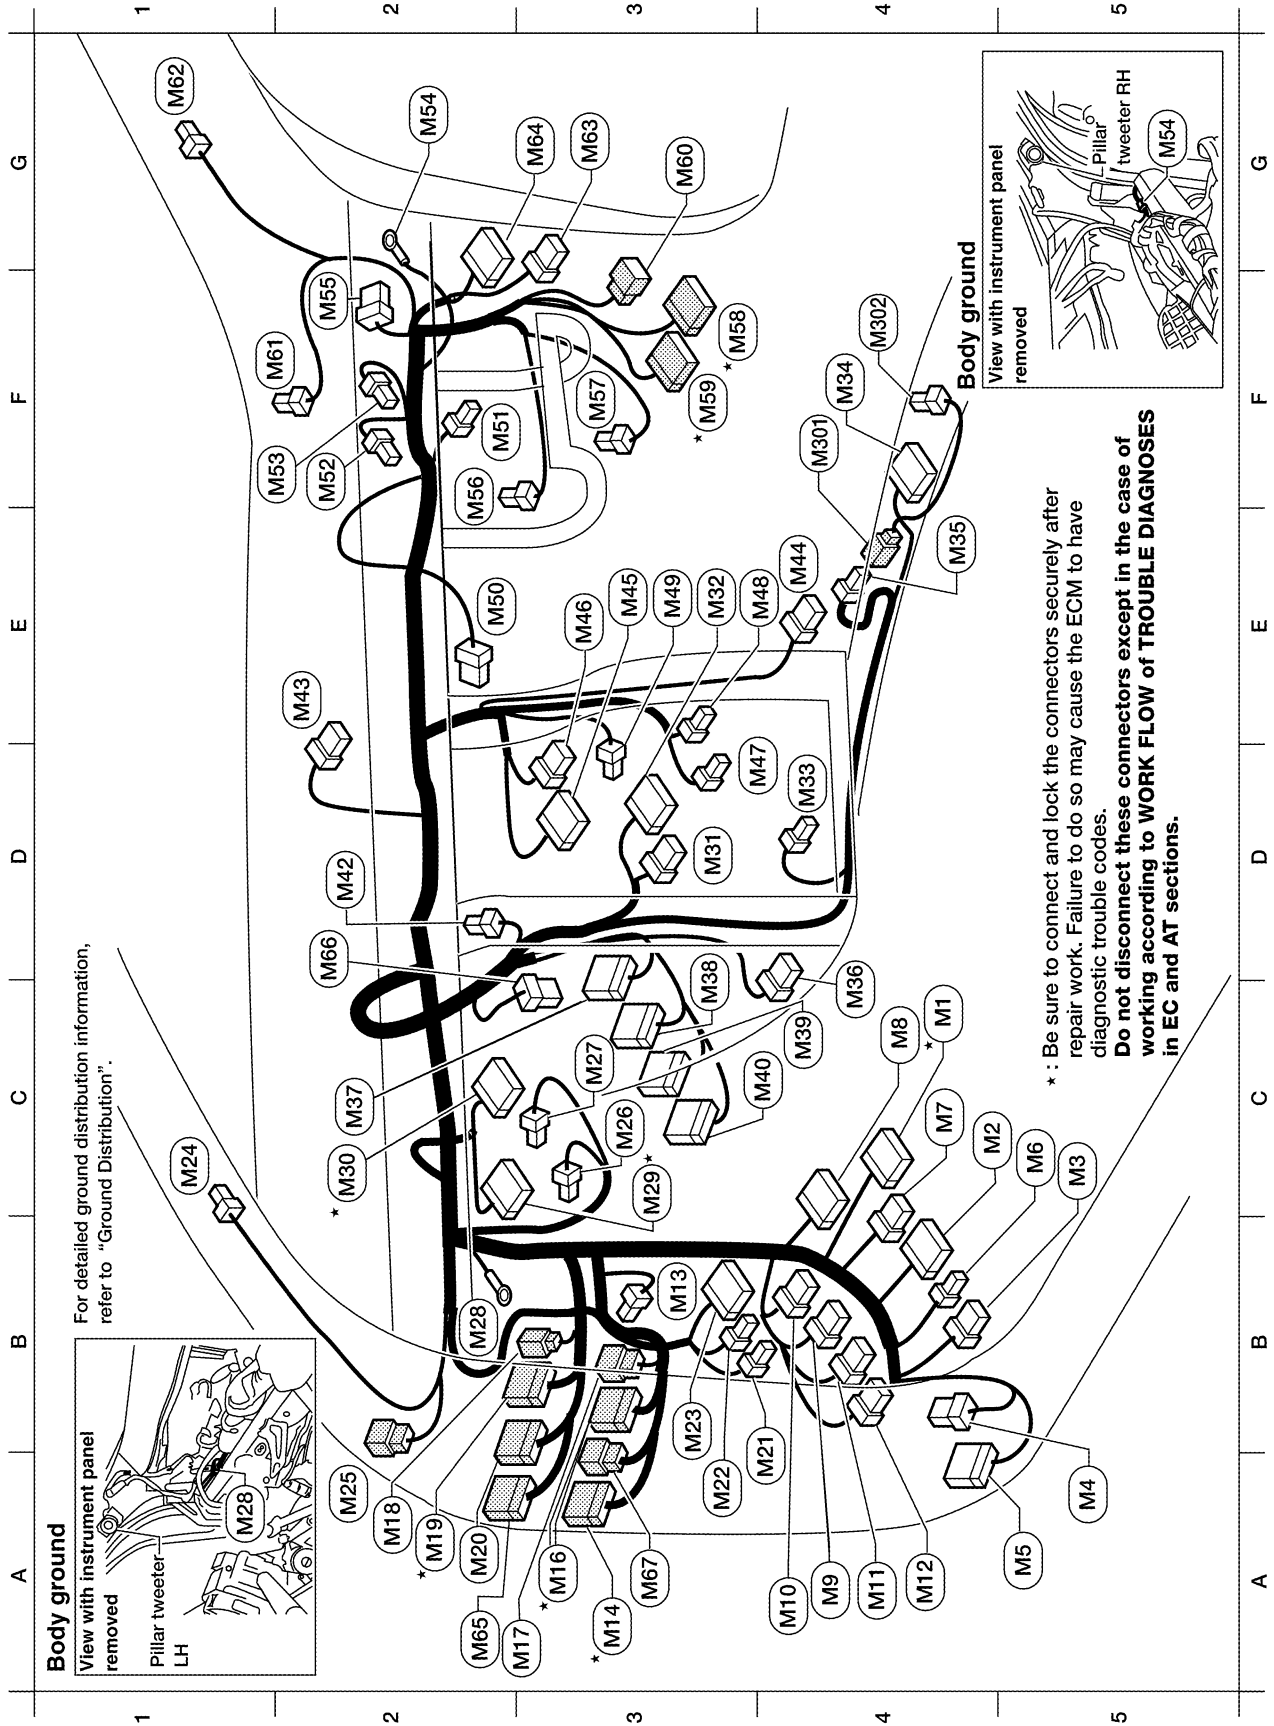 A
B
C
D
E
F
G
1
2
3
4
5
Body ground
View with instrument panel
removed
Pillar tweeter
LH
M28
For detailed ground distribution information,
refer to "Ground Distribution".
M24
M43
M61
M62
M53
M52
M55
M54
M42
M66
M37
★ M30
M50
M56
M51
M57
M64
M63
M60
★ M59
★ M58
M25
M18
★ M19
M20
M65
M17
★ M16
★ M14
M67
M28
M13
M26
M27
M29 ★
M38
M39
M40
M36
M31
M33
M47
M46
M45
M49
M32
M48
M44
M301
M34
M302
M35
M23
M22
M21
M10
M9
M11
M12
M5
M4
M8
★ M1
M7
M2
M6
M3
★ : Be sure to connect and lock the connectors securely after
repair work. Failure to do so may cause the ECM to have
diagnostic trouble codes.
Do not disconnect these connectors except in the case of
working according to WORK FLOW of TROUBLE DIAGNOSES
in EC and AT sections.
Body ground
View with instrument panel
removed
Pillar
tweeter RH
M54
1
2
3
4
5
A
B
C
D
E
F
G